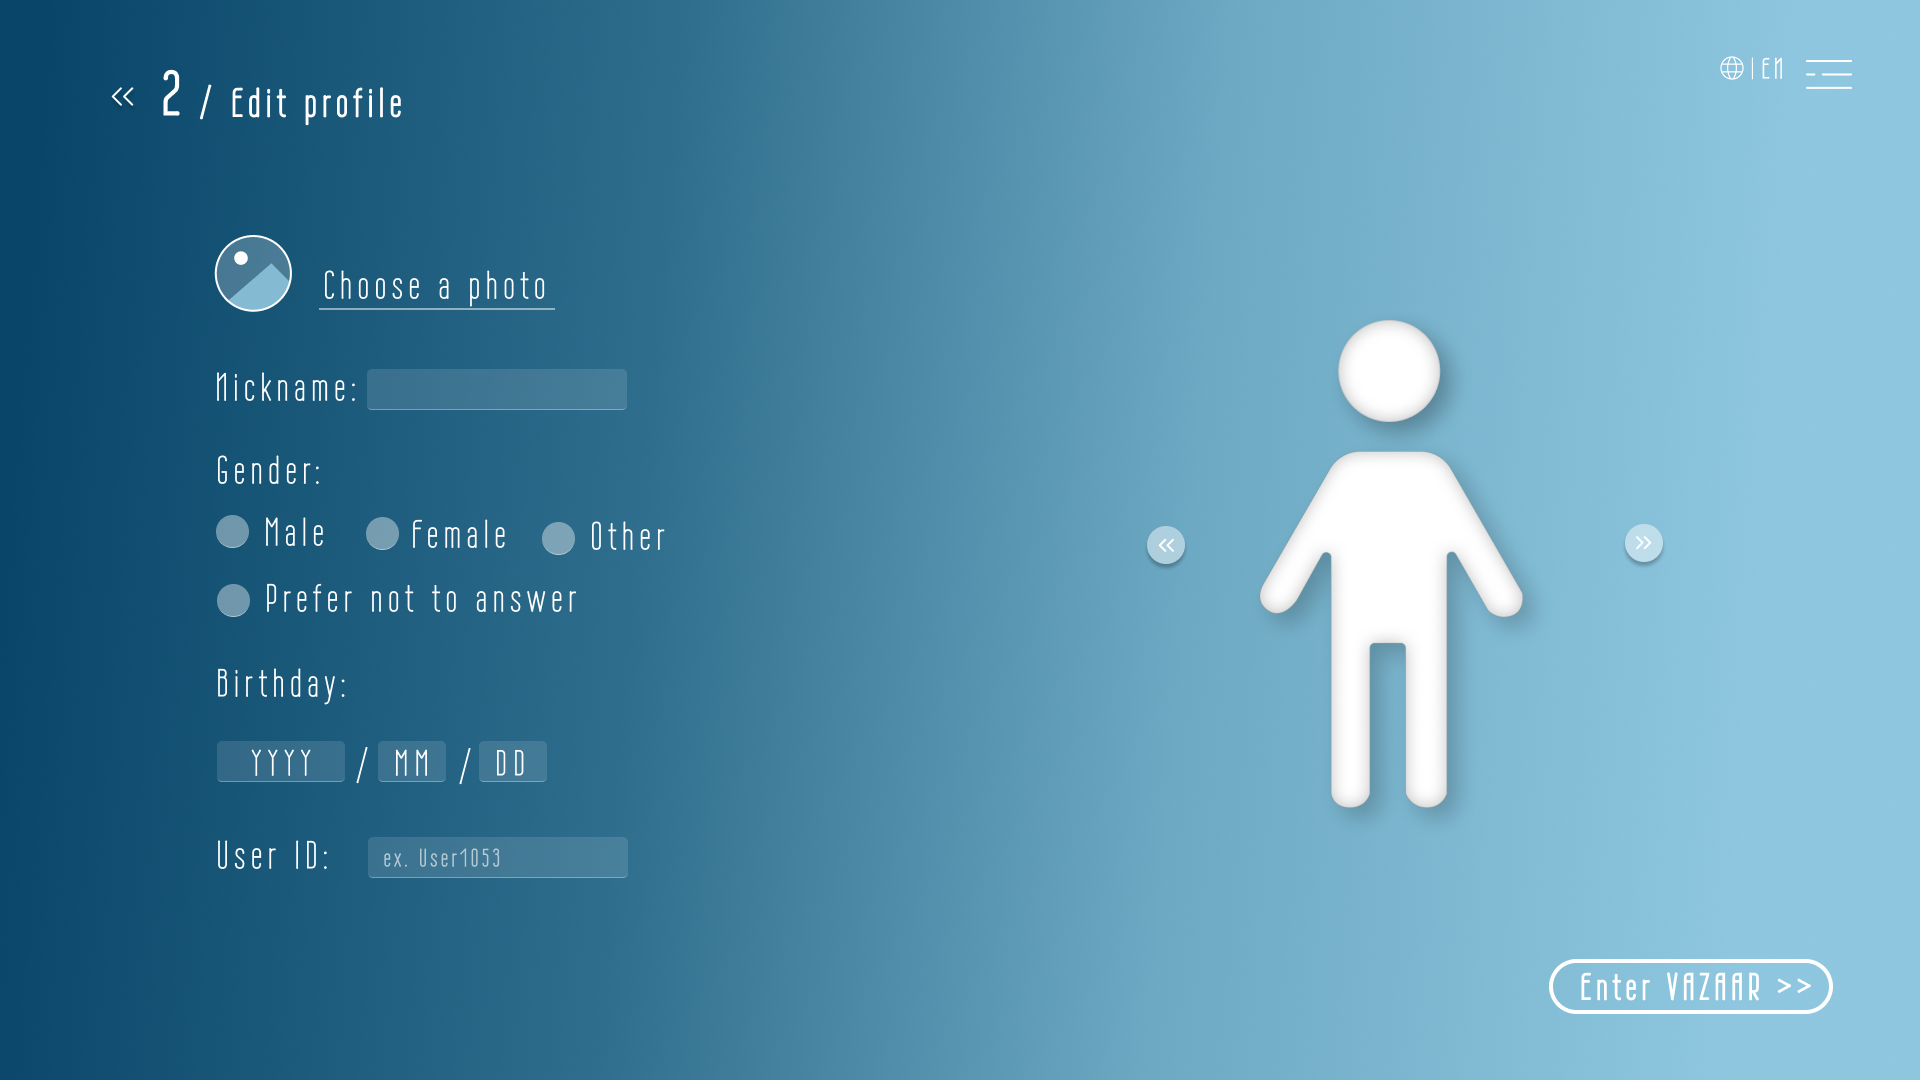 << 2 / Edit profile
| EN
Choose a photo
Nickname:
Gender:
Male Female Other
Prefer not to answer
Birthday:
YYYY / MM / DD
User ID: ex. User1053
Enter VAZAAR >>